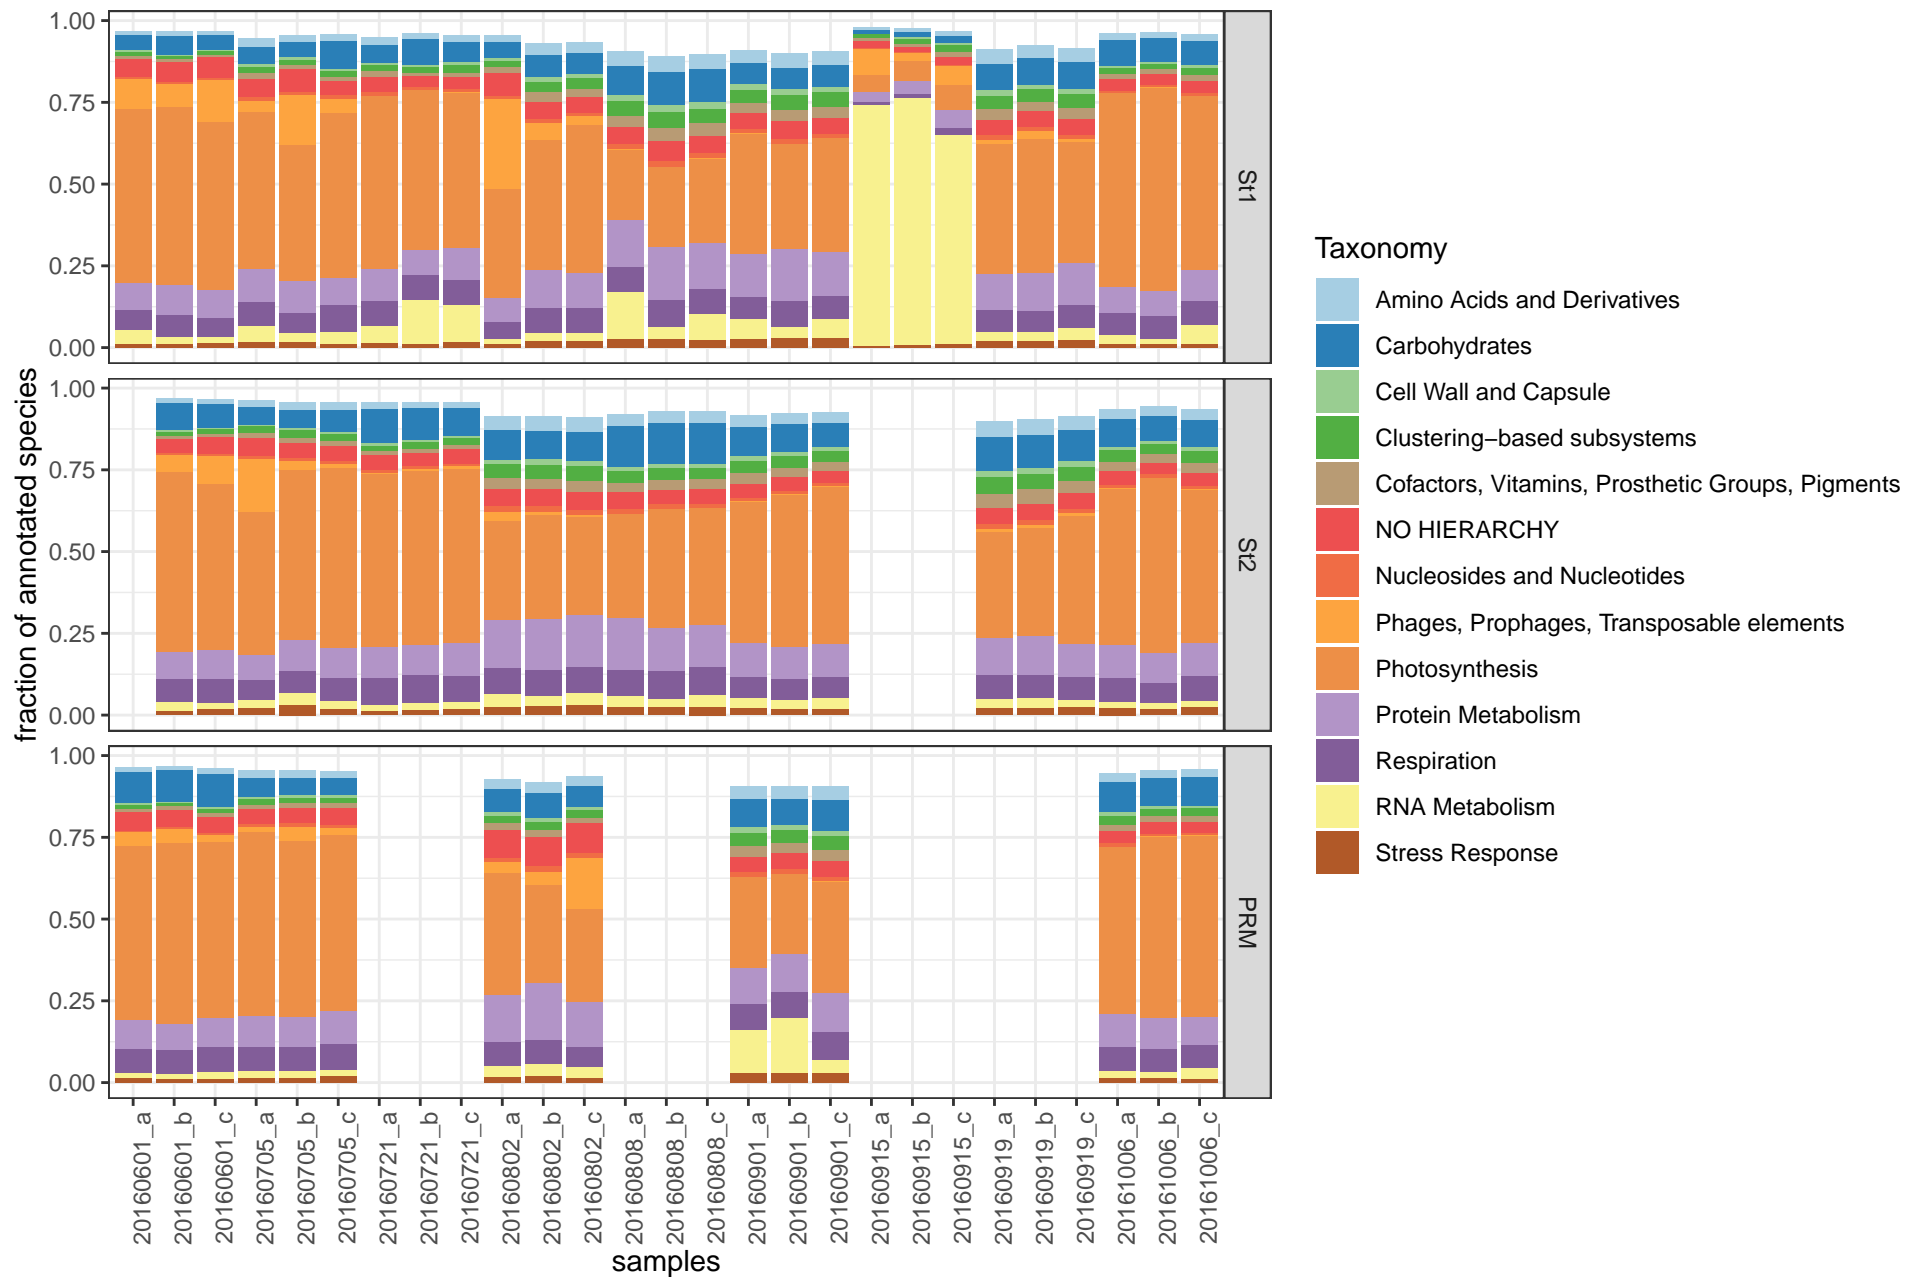 1.00
0.75
0.50
0.25
0.00
St1
1.00
0.75
0.50
0.25
0.00
St2
1.00
0.75
0.50
0.25
0.00
PRM
fraction of annotated species
20160601_a
20160601_b
20160601_c
20160705_a
20160705_b
20160705_c
20160721_a
20160721_b
20160721_c
20160802_a
20160802_b
20160802_c
20160808_a
20160808_b
20160808_c
20160901_a
20160901_b
20160901_c
20160915_a
20160915_b
20160915_c
20160919_a
20160919_b
20160919_c
20161006_a
20161006_b
20161006_c
samples
Taxonomy
Amino Acids and Derivatives
Carbohydrates
Cell Wall and Capsule
Clustering−based subsystems
Cofactors, Vitamins, Prosthetic Groups, Pigments
NO HIERARCHY
Nucleosides and Nucleotides
Phages, Prophages, Transposable elements
Photosynthesis
Protein Metabolism
Respiration
RNA Metabolism
Stress Response